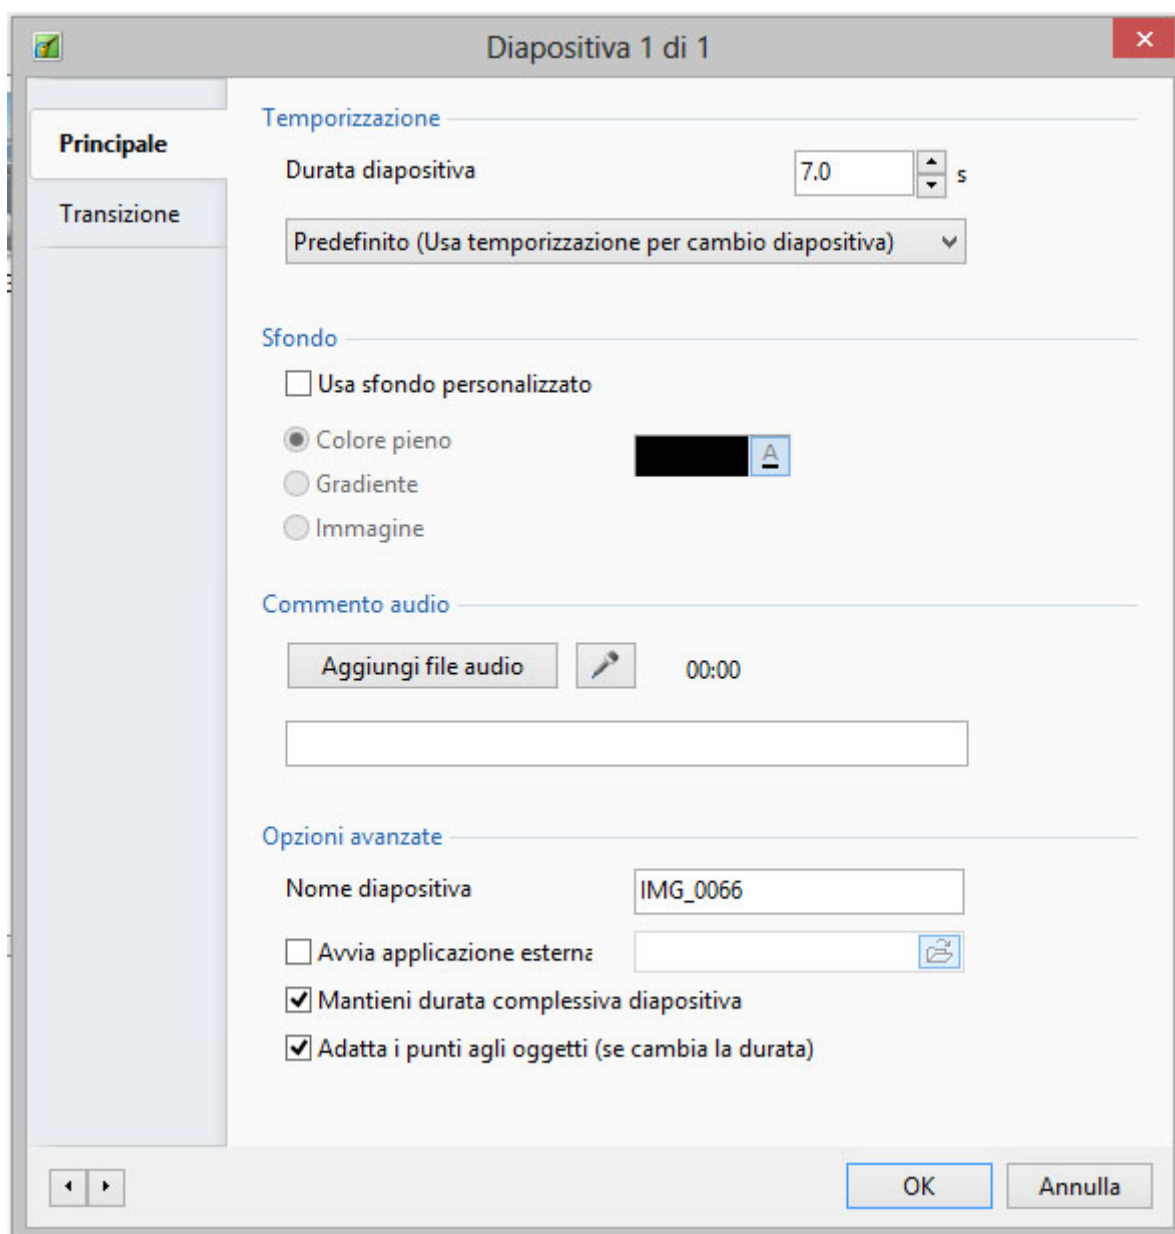 Diapositiva 1 di 1
Principale
Transizione
Temporizzazione
Durata diapositiva 7.0 s
Predefinito (Usa temporizzazione per cambio diapositiva)
Sfondo
Usa sfondo personalizzato
Colore pieno A
Gradiente
Immagine
Commento audio
Aggiungi file audio 00:00
Opzioni avanzate
Nome diapositiva IMG_0066
Avvia applicazione esterna
Mantieni durata complessiva diapositiva
Adatta i punti agli oggetti (se cambia la durata)
OK Annulla